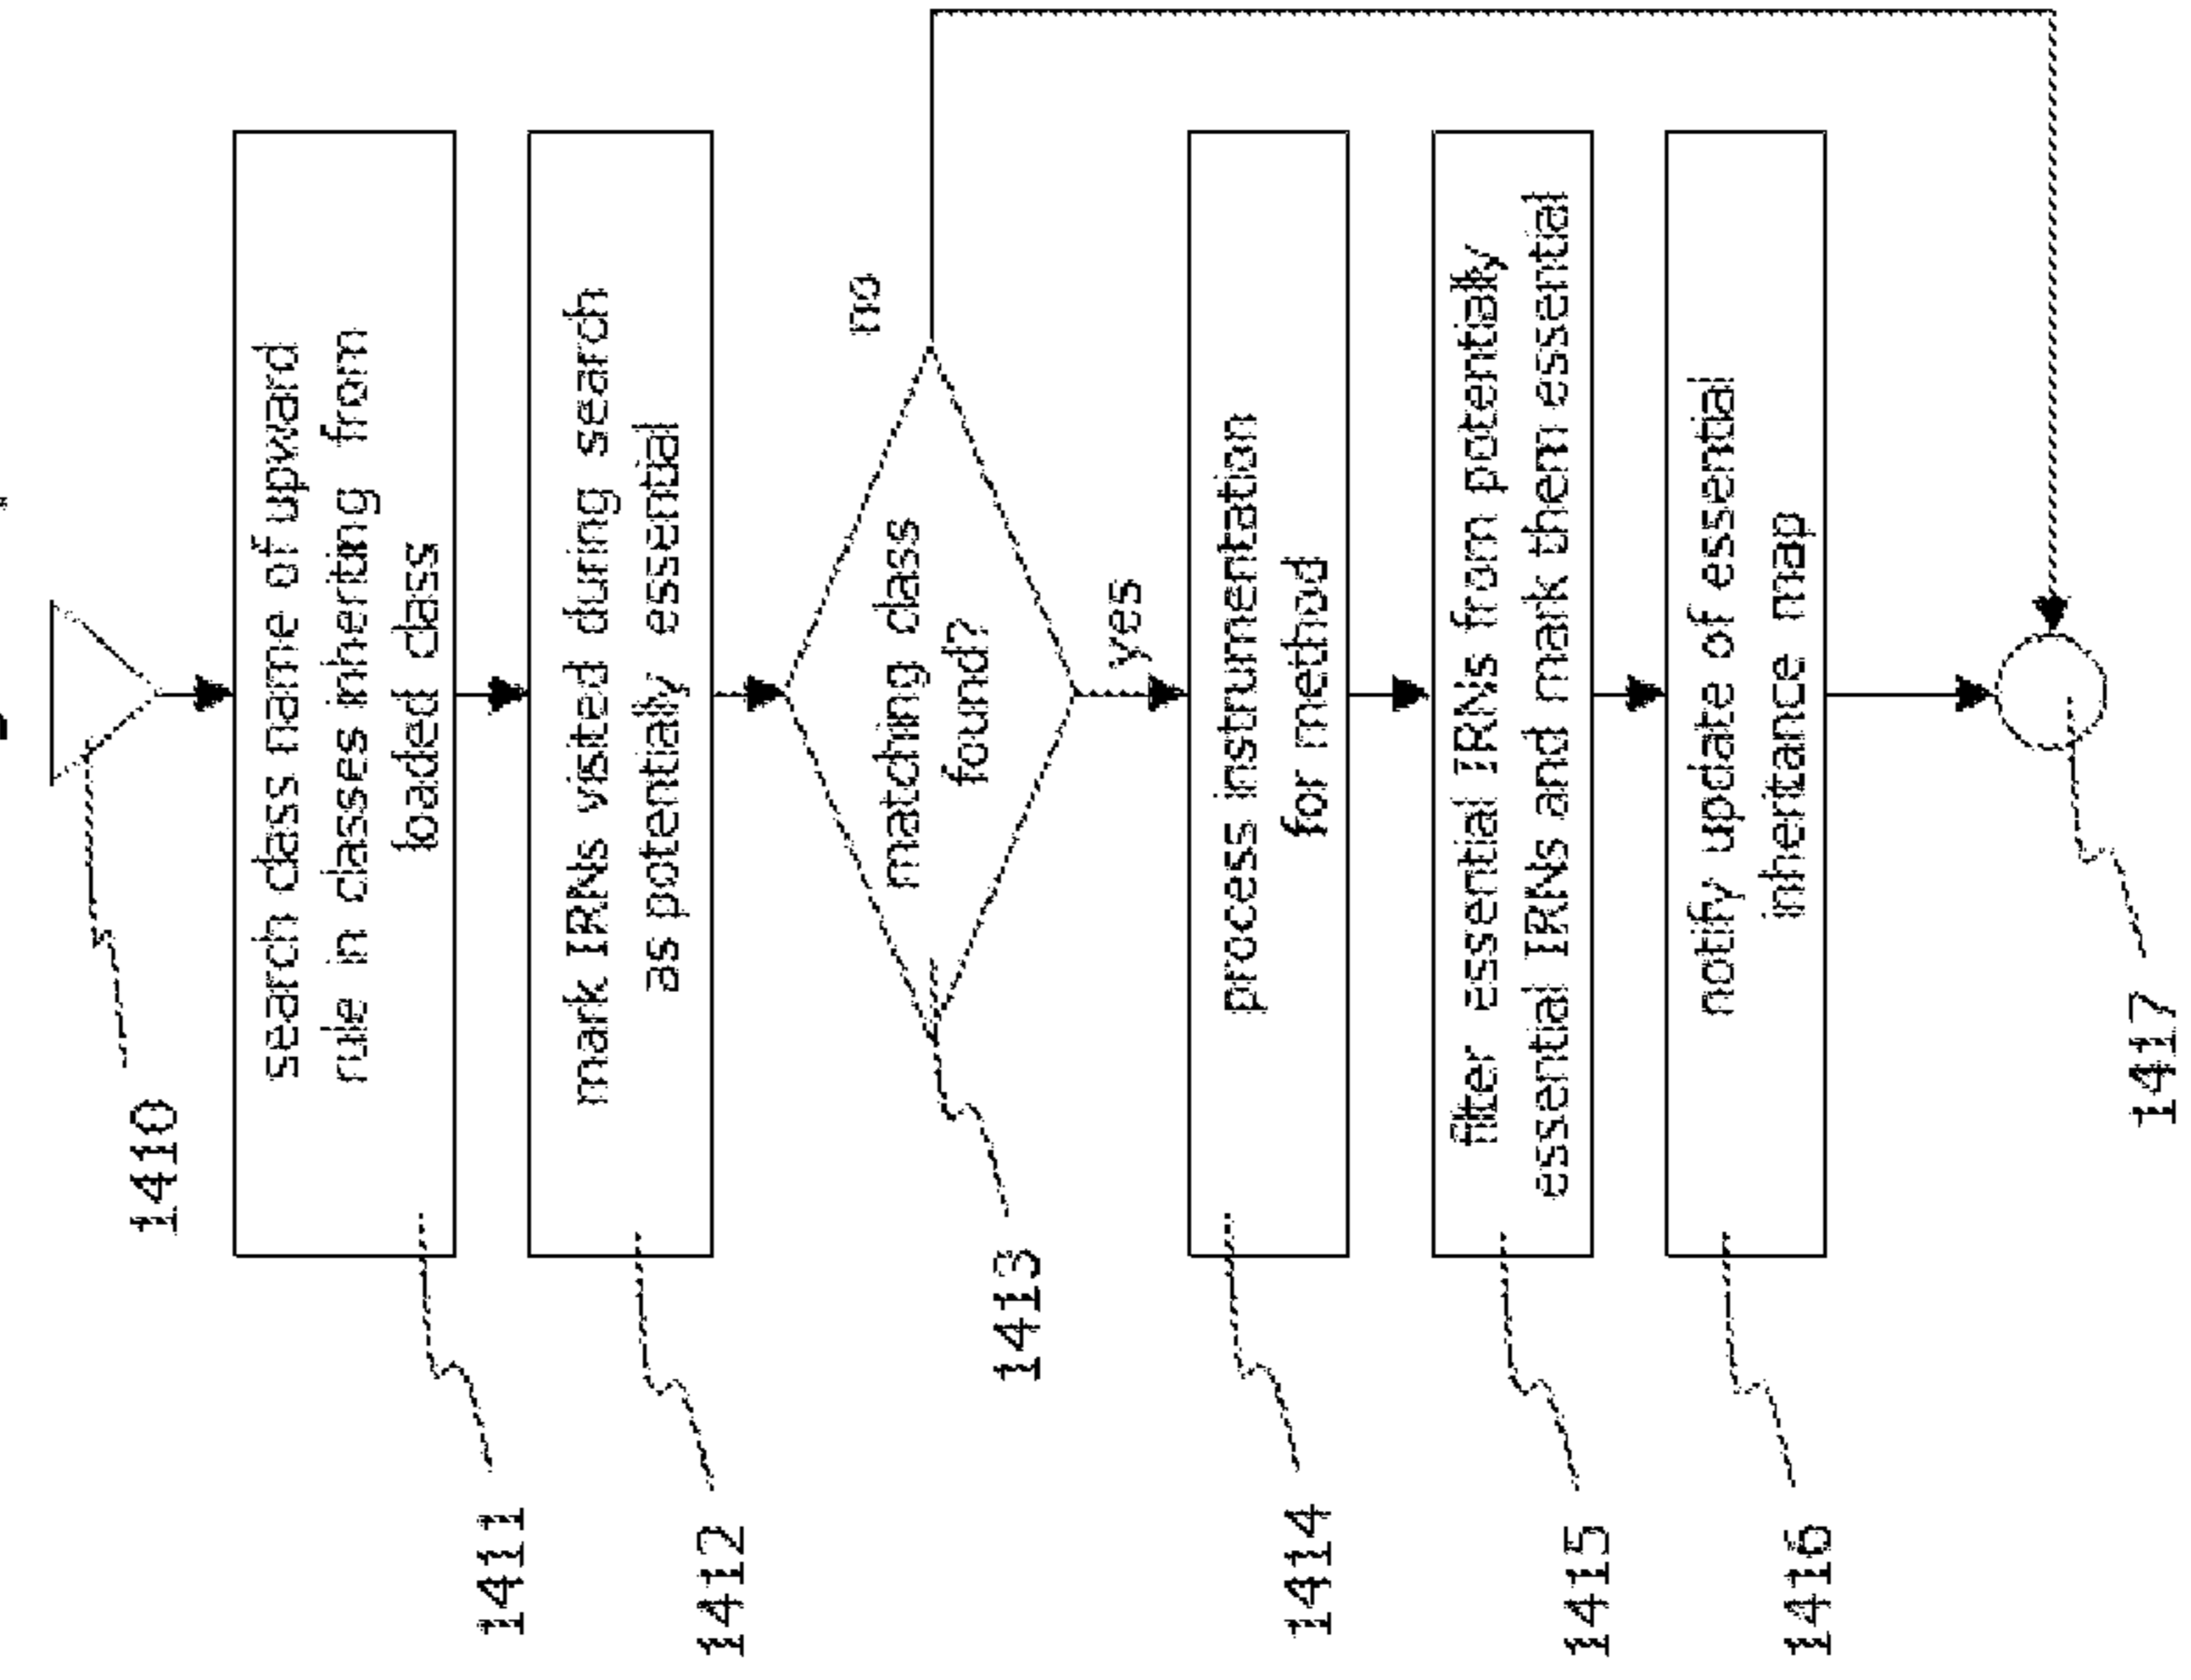 1410
search class name of upward
rule in classes inheriting from
loaded class
1411
mark IRNs visited during search
as potentially essential
1412
matching class
found?
no
1413
yes
process instrumentation
for method
1414
filter essential IRNs from potentially
essential IRNs and mark them essential
1415
notify update of essential
inheritance map
1416
1417